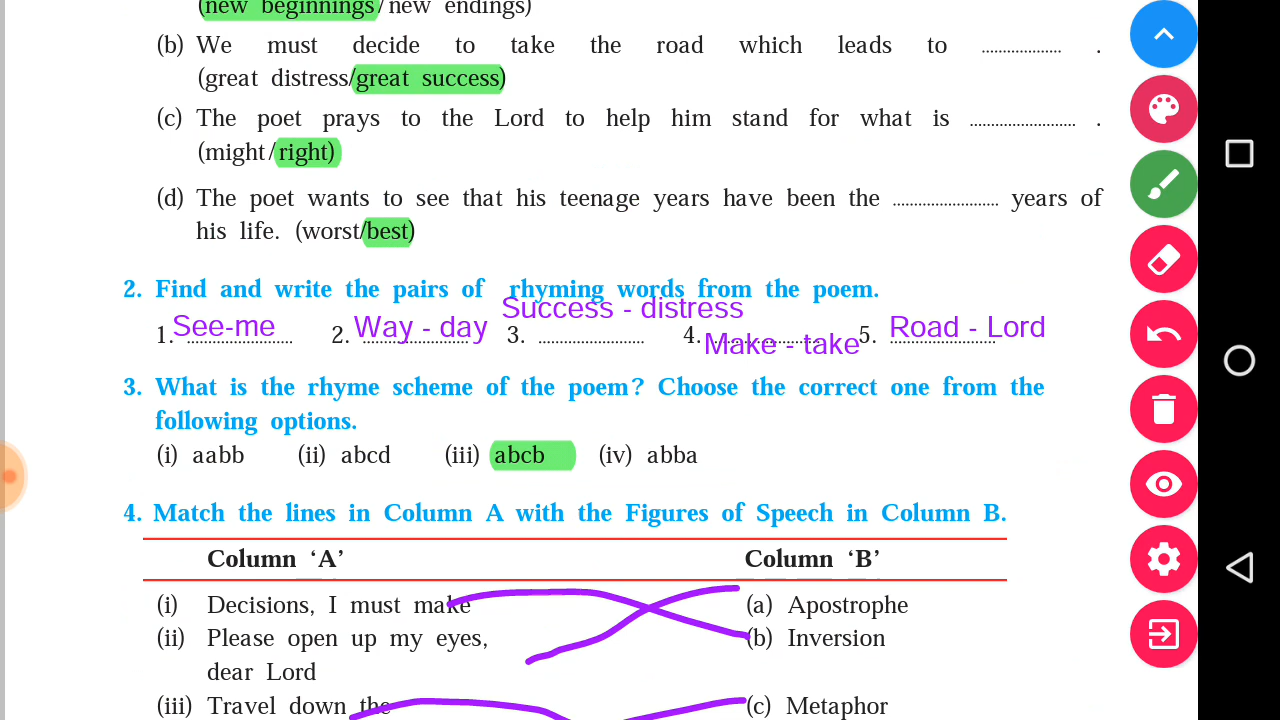 (new beginnings/new endings)
(b) We must decide to take the road which leads to .................... .
(great distress/great success)
(c) The poet prays to the Lord to help him stand for what is ......................... .
(might/right)
(d) The poet wants to see that his teenage years have been the ......................... years of
his life. (worst/best)
2. Find and write the pairs of rhyming words from the poem.
1. See-me 2. Way - day 3. Success - distress 4. Make - take 5. Road - Lord
3. What is the rhyme scheme of the poem? Choose the correct one from the
following options.
(i) aabb (ii) abcd (iii) abcb (iv) abba
4. Match the lines in Column A with the Figures of Speech in Column B.
Column ‘A’ Column ‘B’
(i) Decisions, I must make (a) Apostrophe
(ii) Please open up my eyes, (b) Inversion
dear Lord
(iii) Travel down the (c) Metaphor